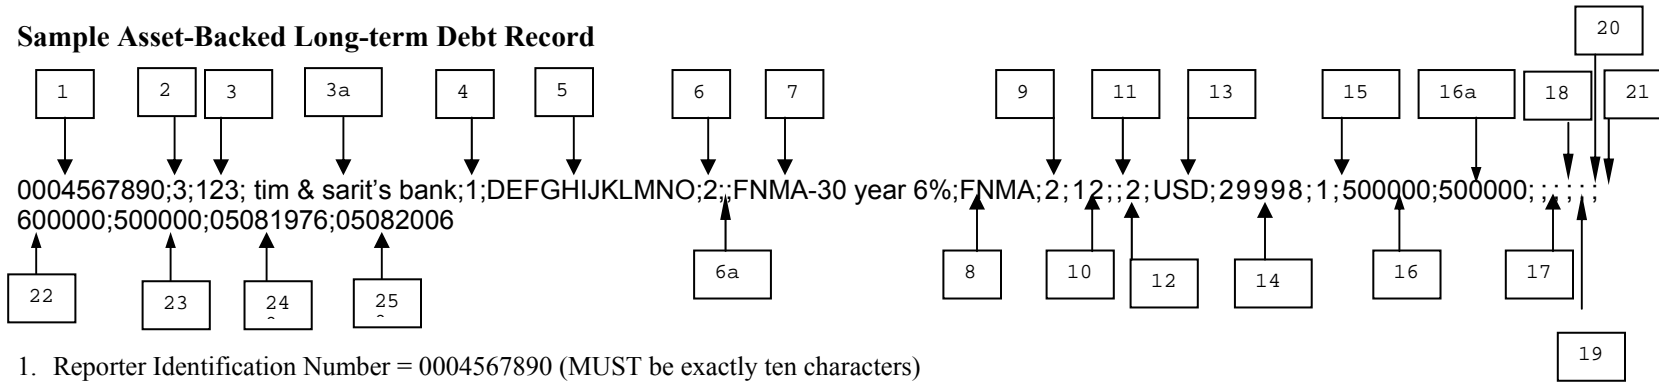 Sample Asset-Backed Long-term Debt Record
20
1 2 3 3a 4 5 6 7 9 11 13 15 16a 18 21
0004567890;3;123; tim & sarit's bank;1;DEFGHIJKLMNO;2;;FNMA-30 year 6%;FNMA;2;12;;2;USD;29998;1;500000;500000; ; ; ; ; ;
600000;500000;05081976;05082006
22 23 24 25 6a 8 10 12 14 16 17
19
1. Reporter Identification Number = 0004567890 (MUST be exactly ten characters)